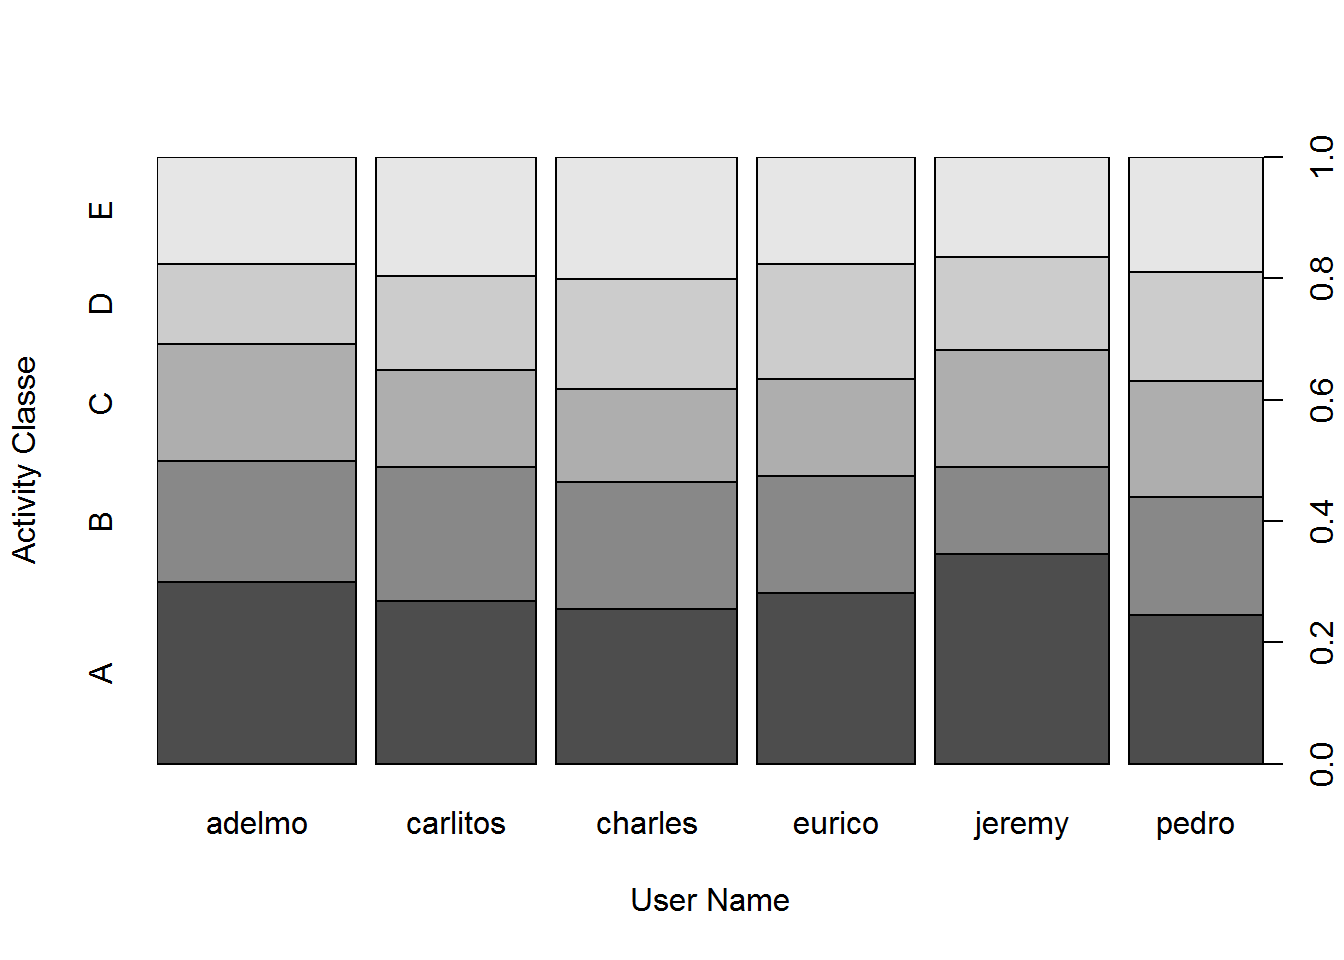 Activity Classe
E
D
C
B
A
1.0
0.8
0.6
0.4
0.2
0.0
adelmo carlitos charles eurico jeremy pedro
User Name